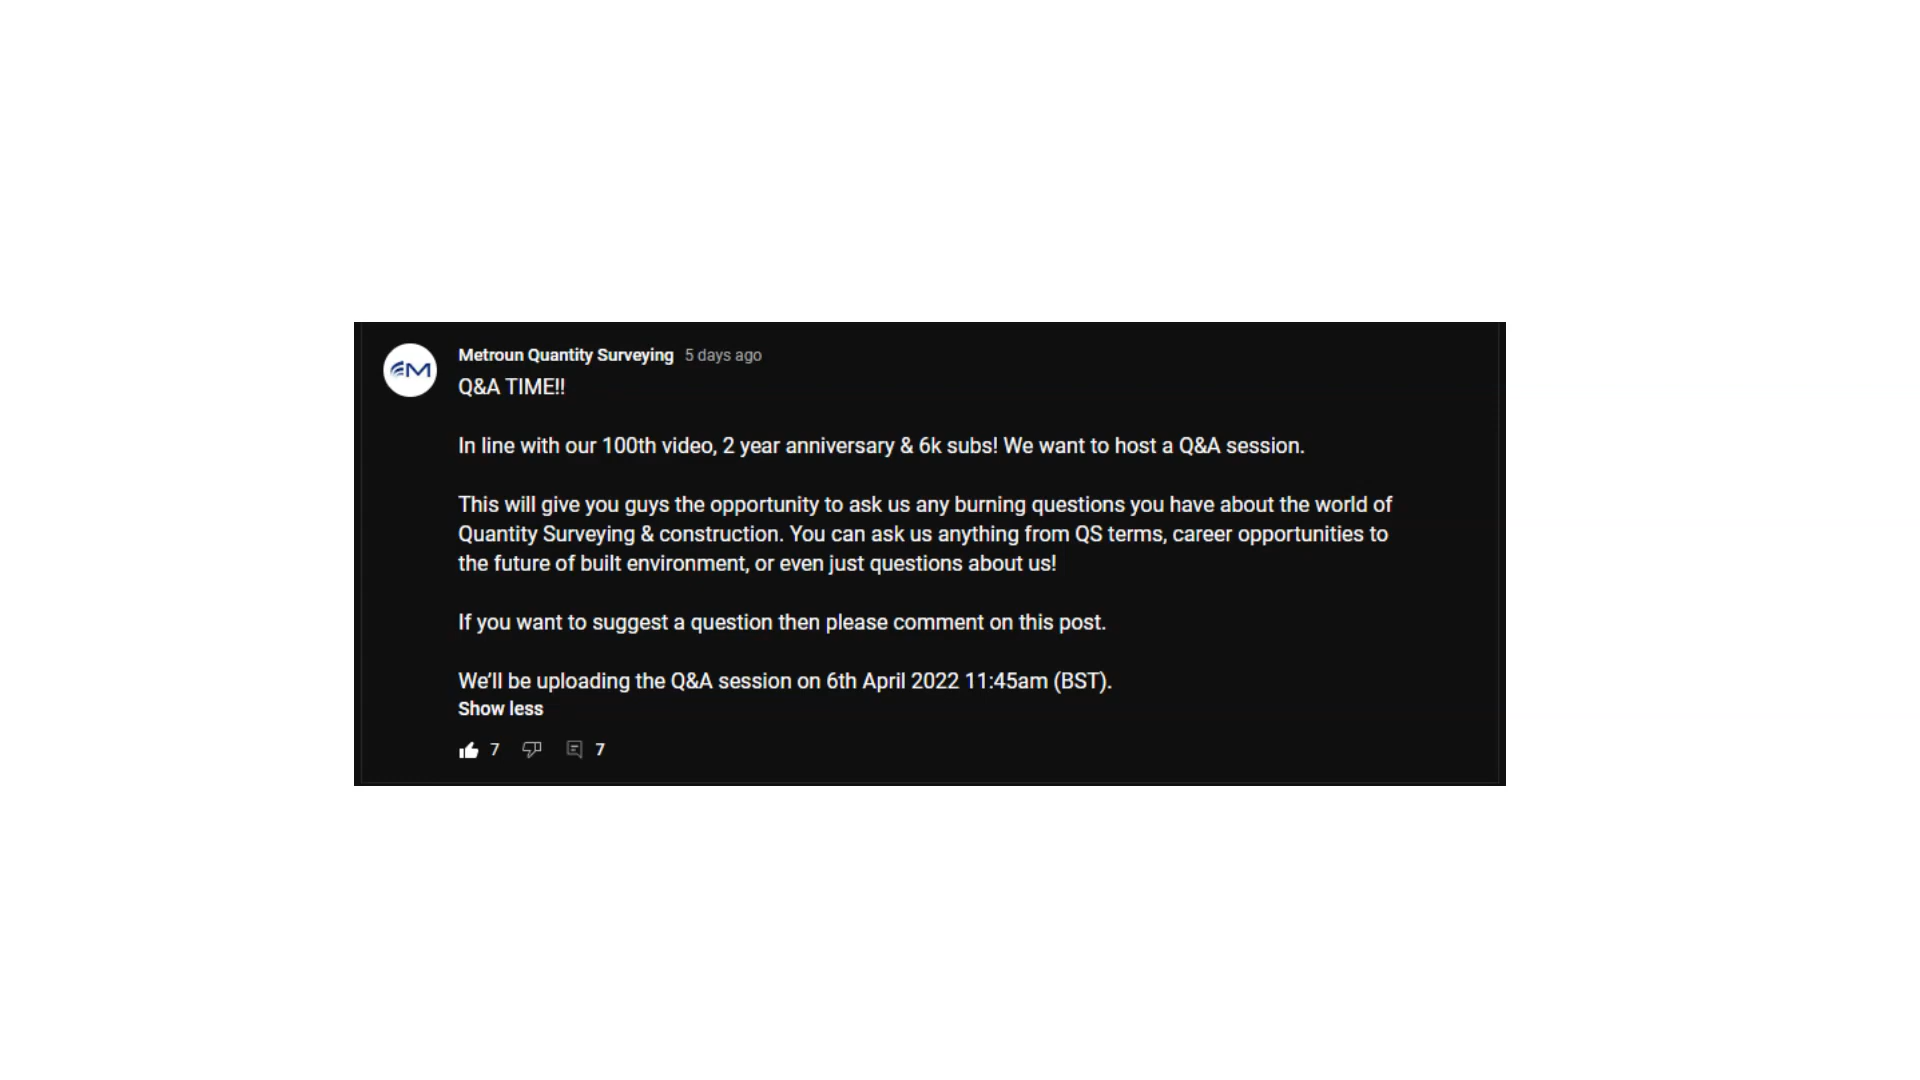 M
Metroun Quantity Surveying 5 days ago
Q&A TIME!!
In line with our 100th video, 2 year anniversary & 6k subs! We want to host a Q&A session.
This will give you guys the opportunity to ask us any burning questions you have about the world of
Quantity Surveying & construction. You can ask us anything from QS terms, career opportunities to
the future of built environment, or even just questions about us!
If you want to suggest a question then please comment on this post.
We’ll be uploading the Q&A session on 6th April 2022 11:45am (BST).
Show less
7 7